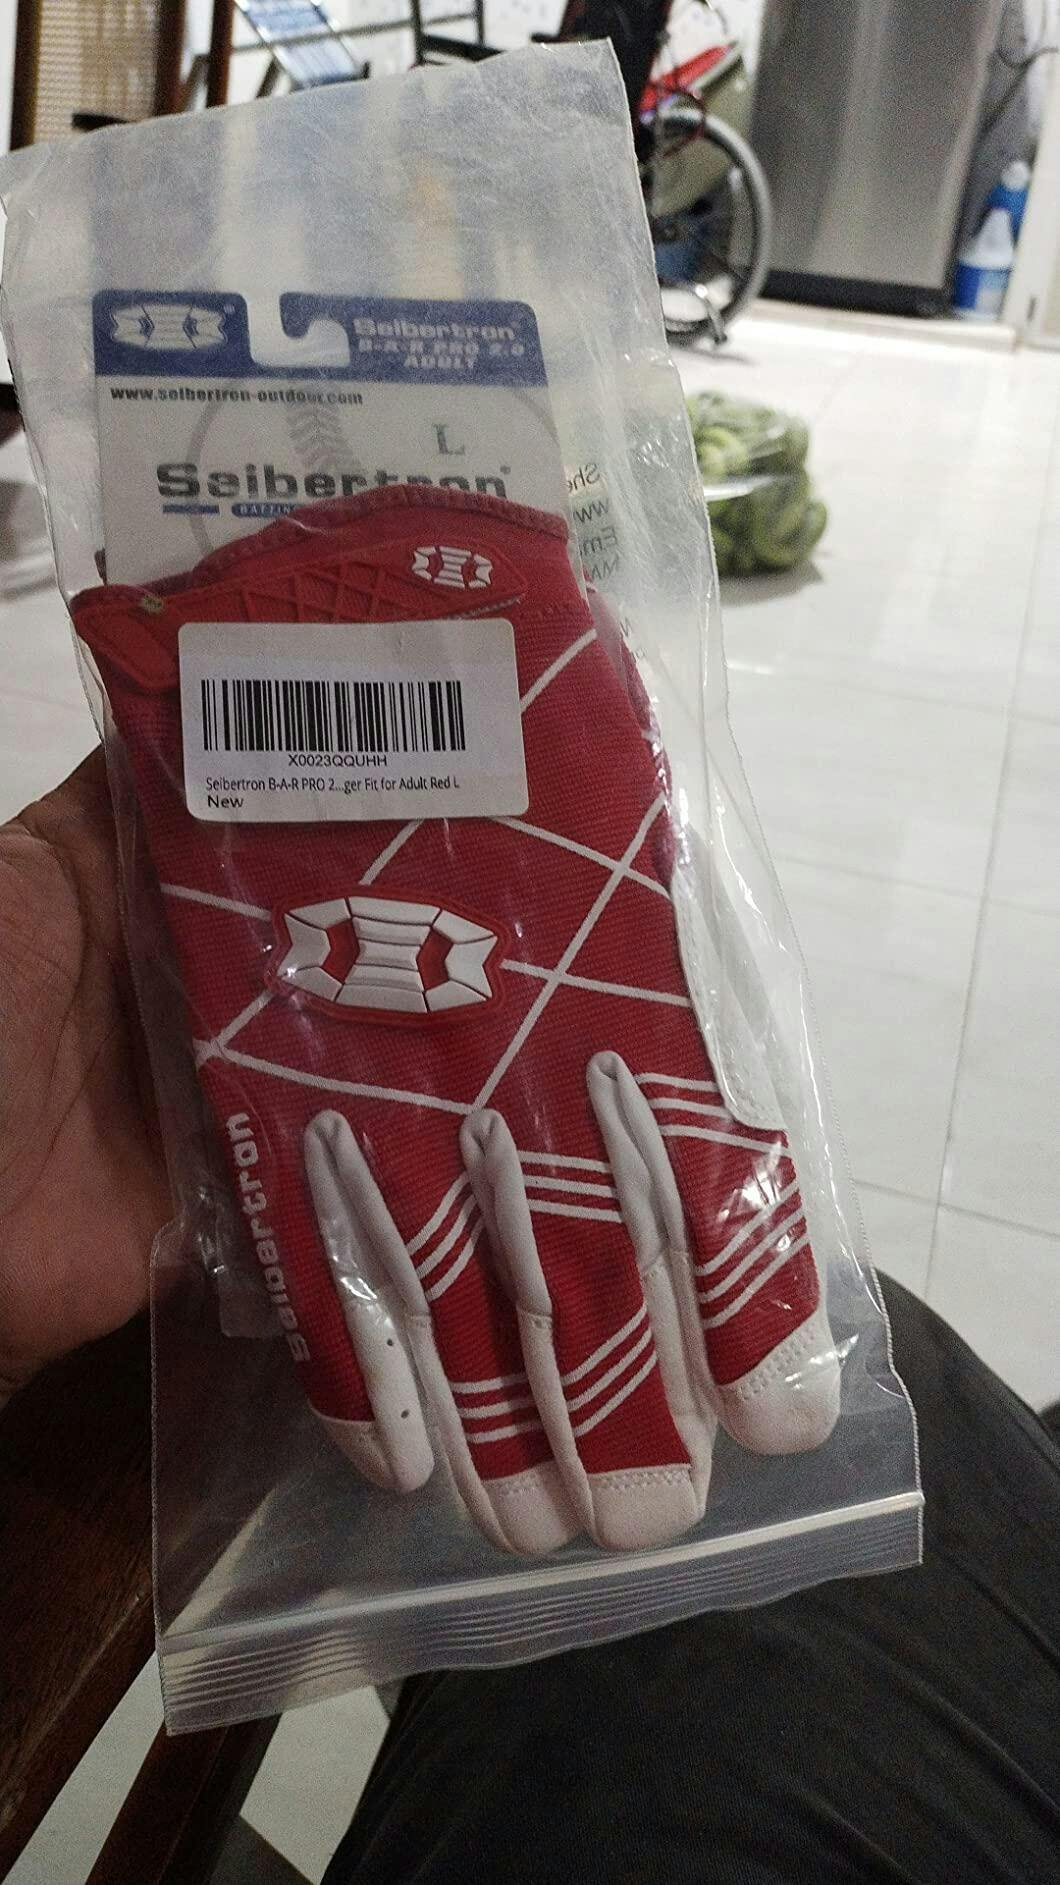 Seibertron
B-A-R PRO 2.0
ADULT
www.seibertron-outdoor.com
L
Seibertron
X0023QQUHH
Seibertron B-A-R PRO 2...ger Fit for Adult Red L
New
Seibertron